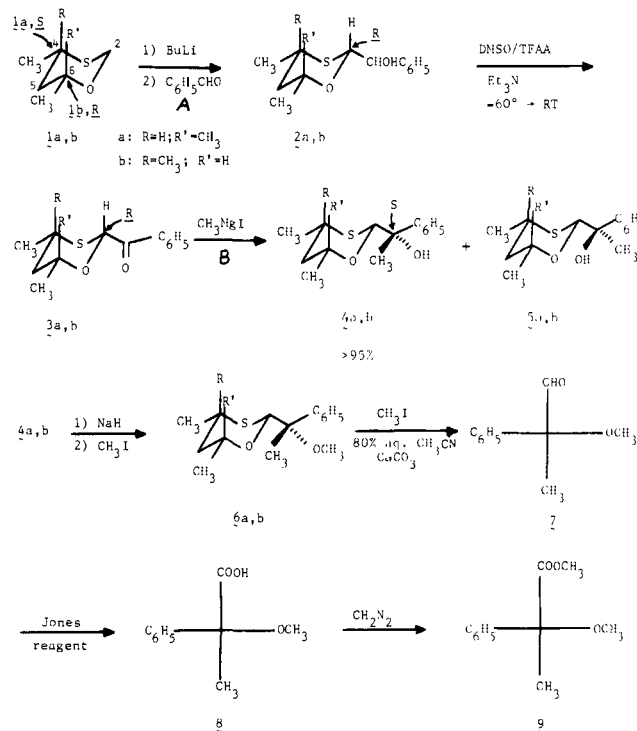 1a, S R
R'
4 S 2
CH3
5 6 O
CH3 1b, R
1a,b
a: R=H; R'=CH3
b: R=CH3; R'=H
1) BuLi
2) C6H5CHO
A
R H R
R'
CH3 S CHOHC6H5
O
CH3
2a,b
DMSO/TFAA
Et3N
-60° → RT
R H R
R'
CH3 S C6H5
O O
CH3
3a,b
CH3MgI
B
R S
R'
CH3 S C6H5
O OH
CH3 CH3
4a,b
>95%
+
R
R'
CH3 S
O CH3
CH3 OH
5a,b
4a,b
1) NaH
2) CH3I
R
R'
CH3 S C6H5
O OCH3
CH3 CH3
6a,b
CH3I
80% aq. CH3CN
CaCO3
CHO
C6H5 OCH3
CH3
7
Jones
reagent
COOH
C6H5 OCH3
CH3
8
CH2N2
COOCH3
C6H5 OCH3
CH3
9